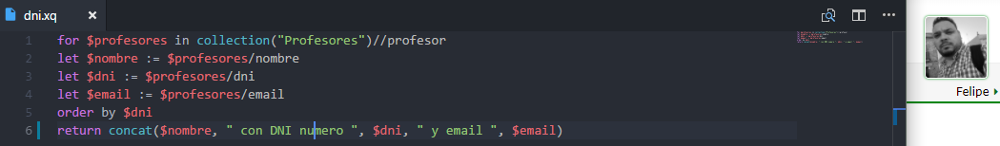 dni.xq
1 for $profesores in collection("Profesores")//profesor
2 let $nombre := $profesores/nombre
3 let $dni := $profesores/dni
4 let $email := $profesores/email
5 order by $dni
6 return concat($nombre, " con DNI numero ", $dni, " y email ", $email)
Felipe